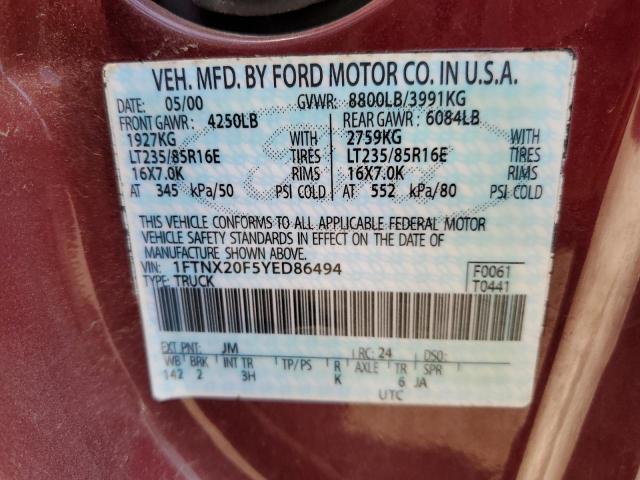 VEH. MFD. BY FORD MOTOR CO. IN U.S.A.
DATE: 05/00 GVWR: 8800LB/3991KG
FRONT GAWR: 4250LB REAR GAWR: 6084LB
1927KG WITH 2759KG WITH
LT235/85R16E TIRES LT235/85R16E TIRES
16X7.0K RIMS 16X7.0K RIMS
AT 345 kPa/50 PSI COLD AT 552 kPa/80 PSI COLD
THIS VEHICLE CONFORMS TO ALL APPLICABLE FEDERAL MOTOR
VEHICLE SAFETY STANDARDS IN EFFECT ON THE DATE OF
MANUFACTURE SHOWN ABOVE.
VIN: 1FTNX20F5YED86494 F0061
TYPE: TRUCK T0441
EXT PNT: JM RC: 24 DSO:
WB BRK INT TR TP/PS R AXLE TR SPR
142 2 3H K 6 JA
UTC